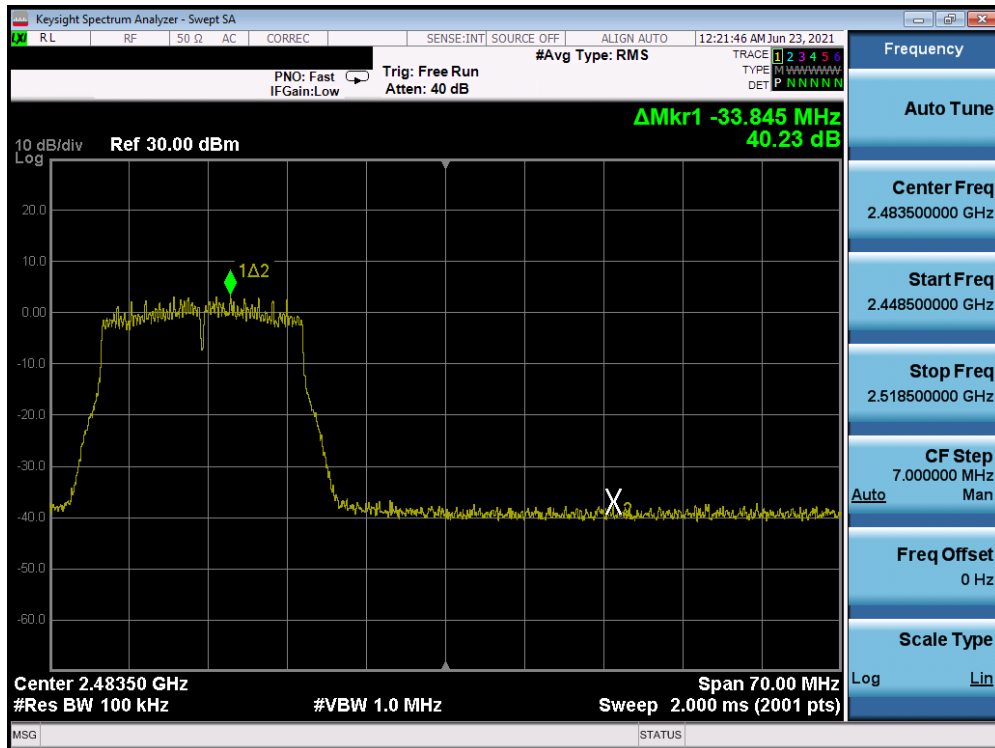 Keysight Spectrum Analyzer - Swept SA
LXI RL RF 50 Ω AC CORREC SENSE:INT SOURCE OFF ALIGN AUTO 12:21:46 AM Jun 23, 2021
#Avg Type: RMS
TRACE 1 2 3 4 5 6
PNO: Fast Trig: Free Run
TYPE M WWWWW
IFGain:Low Atten: 40 dB
DET P N N N N N
ΔMkr1 -33.845 MHz
40.23 dB
10 dB/div Ref 30.00 dBm
Log
20.0
10.0
1Δ2
0.00
-10.0
-20.0
-30.0
X2
-40.0
-50.0
-60.0
Center 2.48350 GHz Span 70.00 MHz
#Res BW 100 kHz #VBW 1.0 MHz Sweep 2.000 ms (2001 pts)
MSG STATUS
Frequency
Auto Tune
Center Freq
2.483500000 GHz
Start Freq
2.448500000 GHz
Stop Freq
2.518500000 GHz
CF Step
7.000000 MHz
Auto Man
Freq Offset
0 Hz
Scale Type
Log Lin